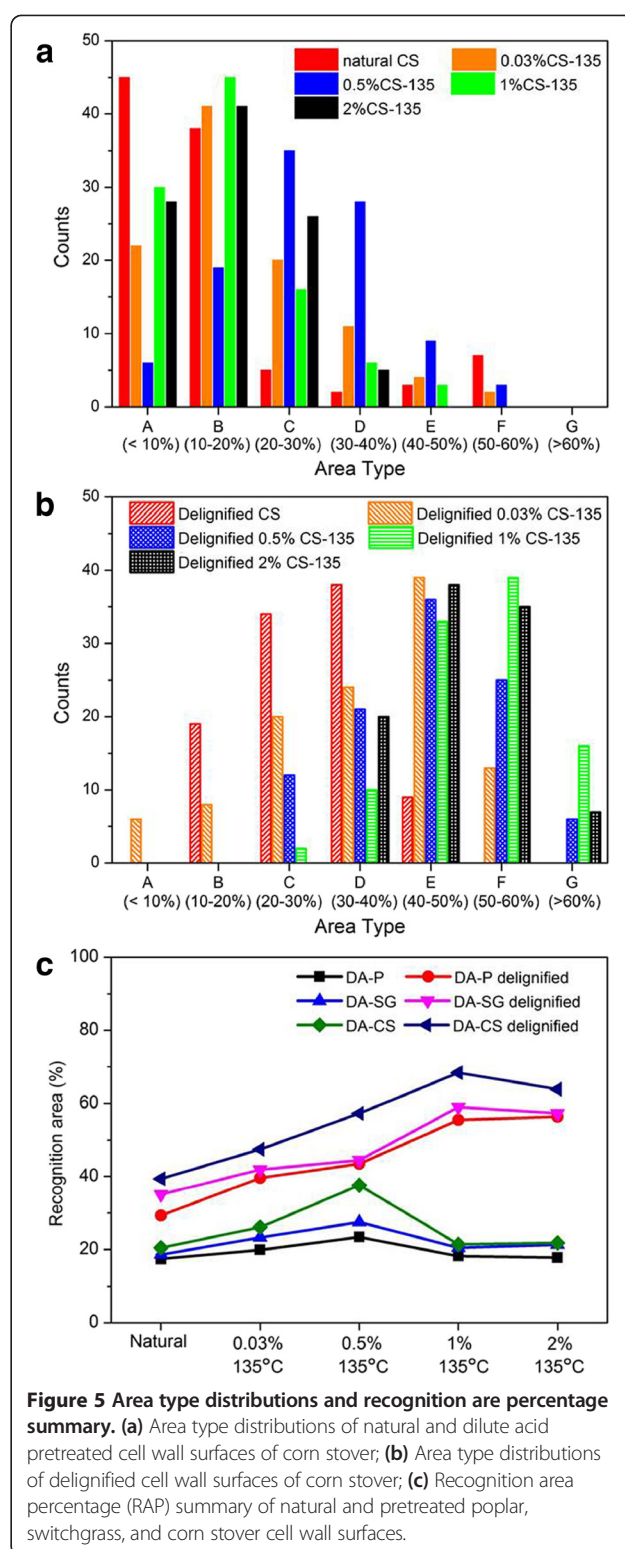 a
50
40
30
20
10
0
Counts
natural CS
0.03%CS-135
0.5%CS-135
1%CS-135
2%CS-135
A B C D E F G
(< 10%) (10-20%) (20-30%) (30-40%) (40-50%) (50-60%) (>60%)
Area Type
b
50
40
30
20
10
0
Counts
Delignified CS
Delignified 0.03% CS-135
Delignified 0.5% CS-135
Delignified 1% CS-135
Delignified 2% CS-135
A B C D E F G
(< 10%) (10-20%) (20-30%) (30-40%) (40-50%) (50-60%) (>60%)
Area Type
c
100
80
60
40
20
0
Recognition area (%)
DA-P
DA-P delignified
DA-SG
DA-SG delignified
DA-CS
DA-CS delignified
Natural 0.03% 0.5% 1% 2%
135°C 135°C 135°C 135°C
Figure 5 Area type distributions and recognition are percentage
summary. (a) Area type distributions of natural and dilute acid
pretreated cell wall surfaces of corn stover; (b) Area type distributions
of delignified cell wall surfaces of corn stover; (c) Recognition area
percentage (RAP) summary of natural and pretreated poplar,
switchgrass, and corn stover cell wall surfaces.